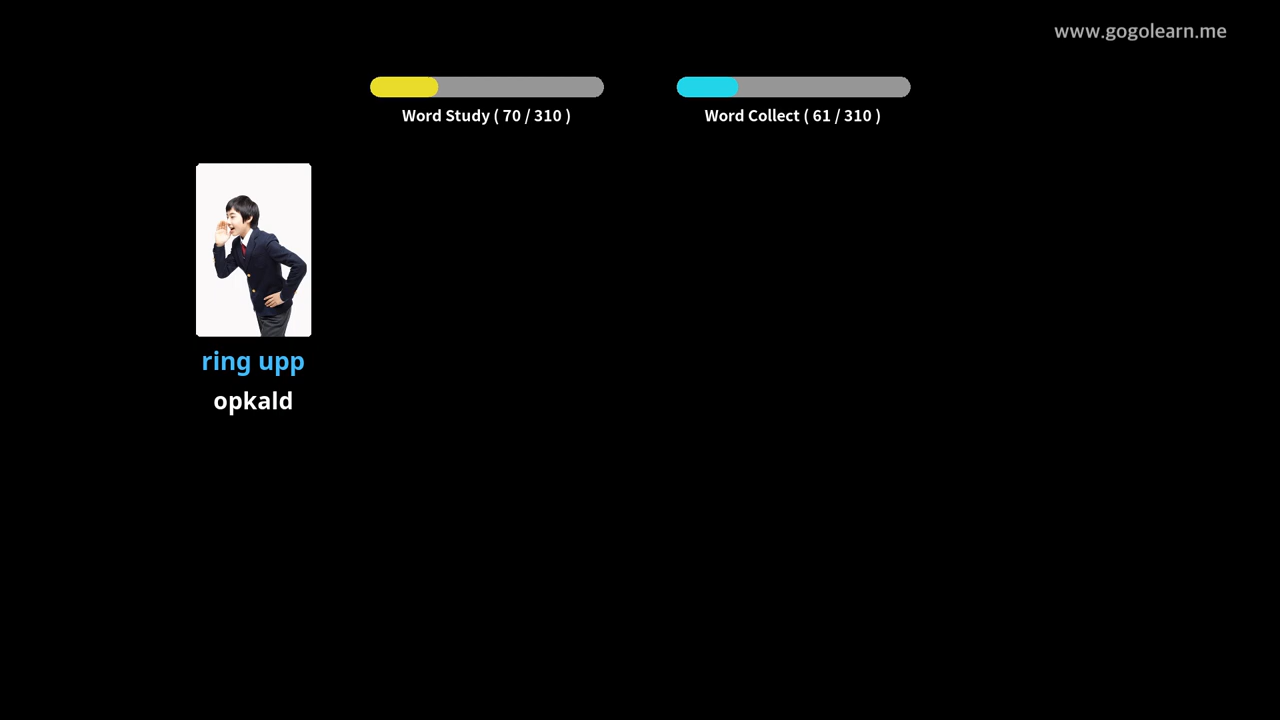 www.gogolearn.me
Word Study ( 70 / 310 )
Word Collect ( 61 / 310 )
ring upp
opkald